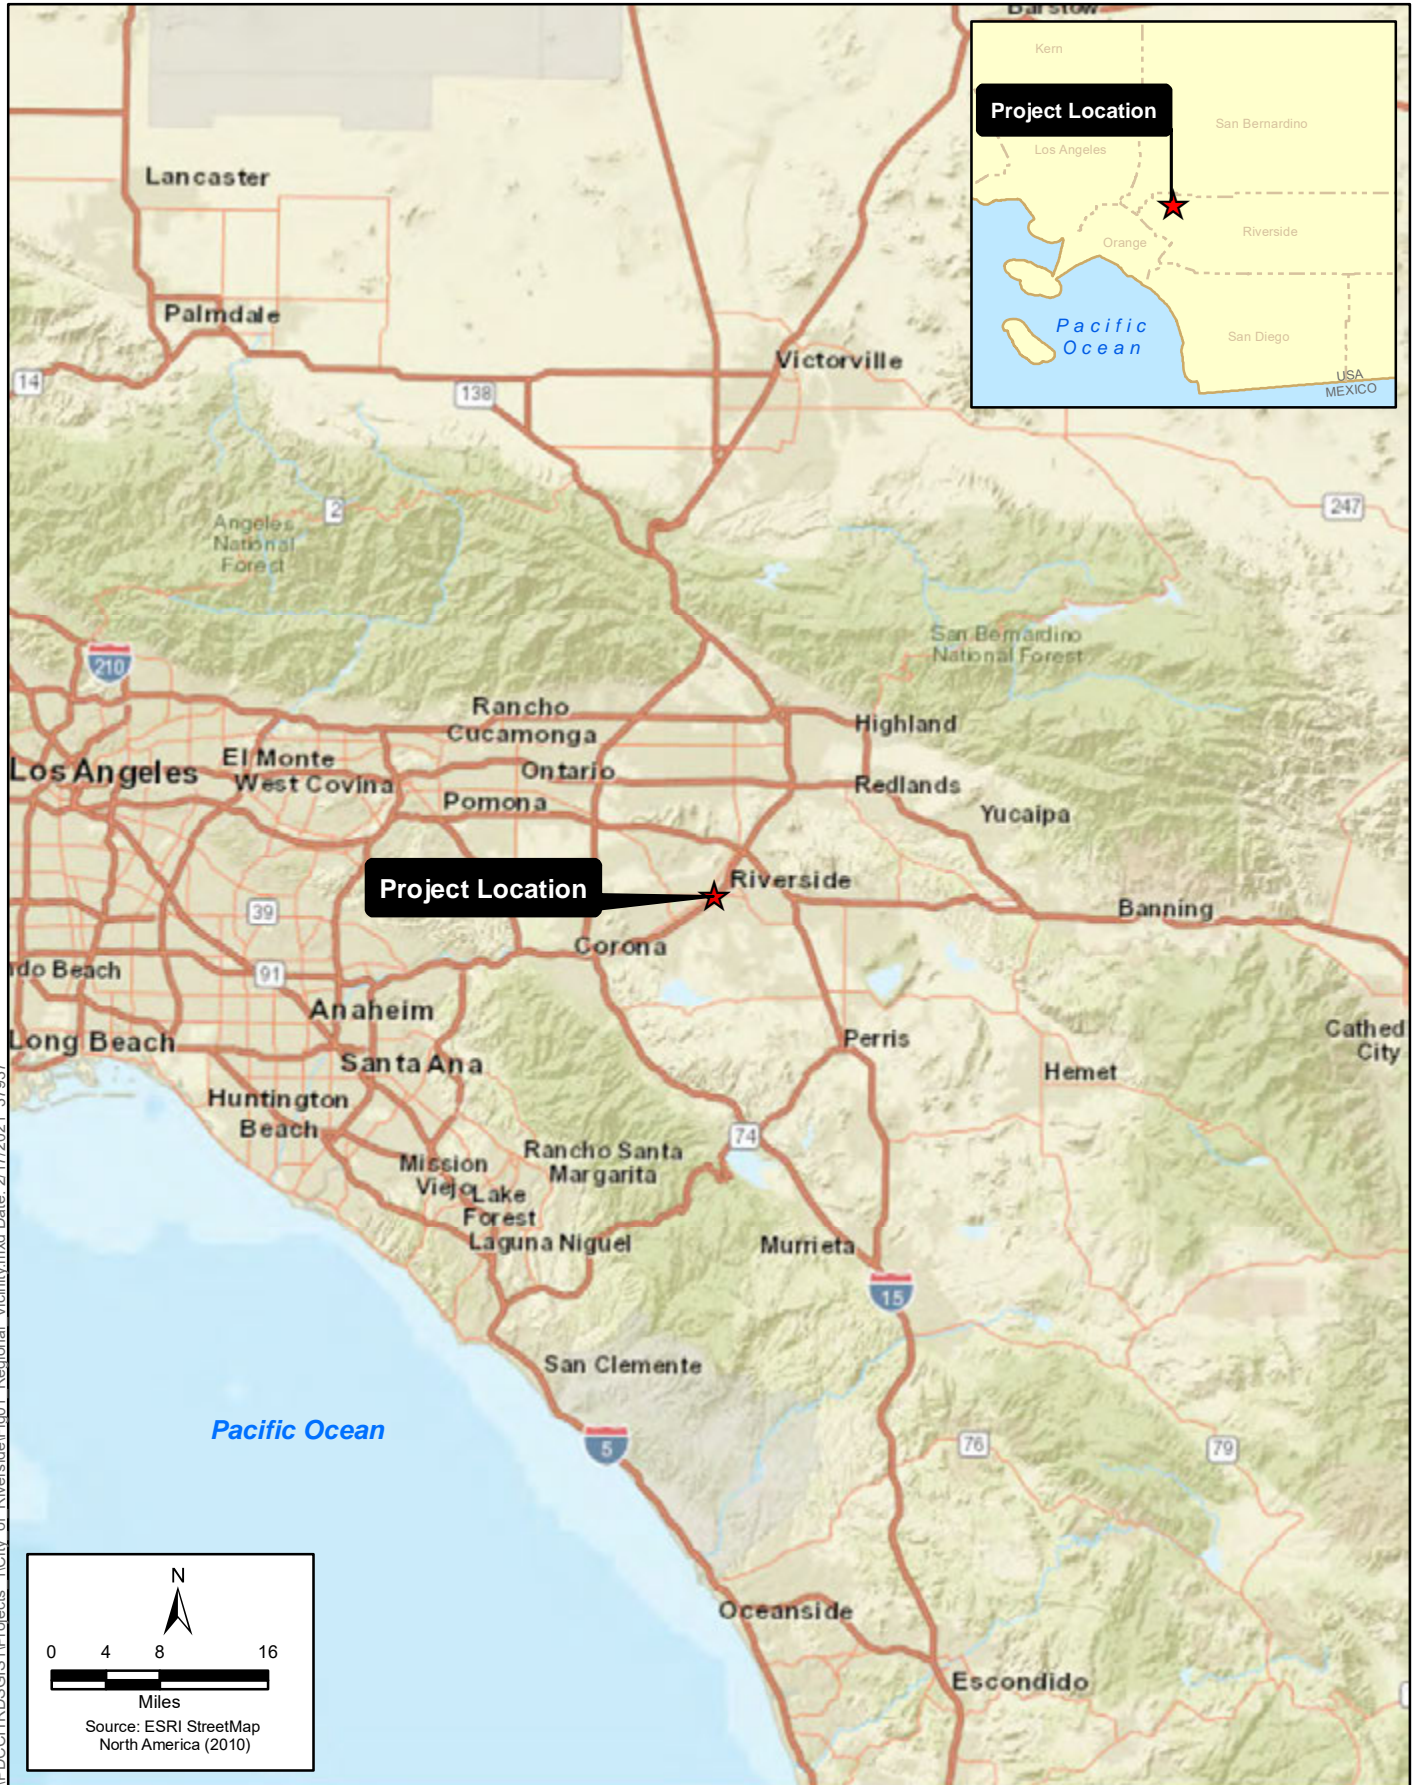 Barstow
Kern
Project Location
San Bernardino
Los Angeles
Orange
Riverside
Pacific
Ocean
San Diego
USA
MEXICO
Lancaster
Palmdale
Victorville
14
138
2
247
Angeles
National
Forest
San Bernardino
National Forest
210
Rancho
Cucamonga
Highland
Los Angeles
El Monte
West Covina
Ontario
Redlands
Pomona
Yucaipa
Project Location
Riverside
39
Banning
Corona
do Beach
91
Anaheim
Long Beach
Perris
Cathed
City
Santa Ana
Hemet
Huntington
Beach
74
Rancho Santa
Margarita
Mission
Viejo
Lake
Forest
Laguna Niguel
Murrieta
15
San Clemente
Pacific Ocean
5
76
79
Oceanside
Escondido
N
0 4 8 16
Miles
Source: ESRI StreetMap
North America (2010)